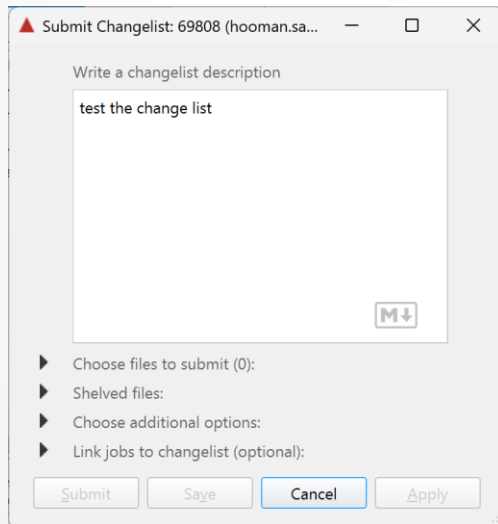 Submit Changelist: 69808 (hooman.sa...
Write a changelist description
test the change list
M
Choose files to submit (0):
Shelved files:
Choose additional options:
Link jobs to changelist (optional):
Submit Save Cancel Apply